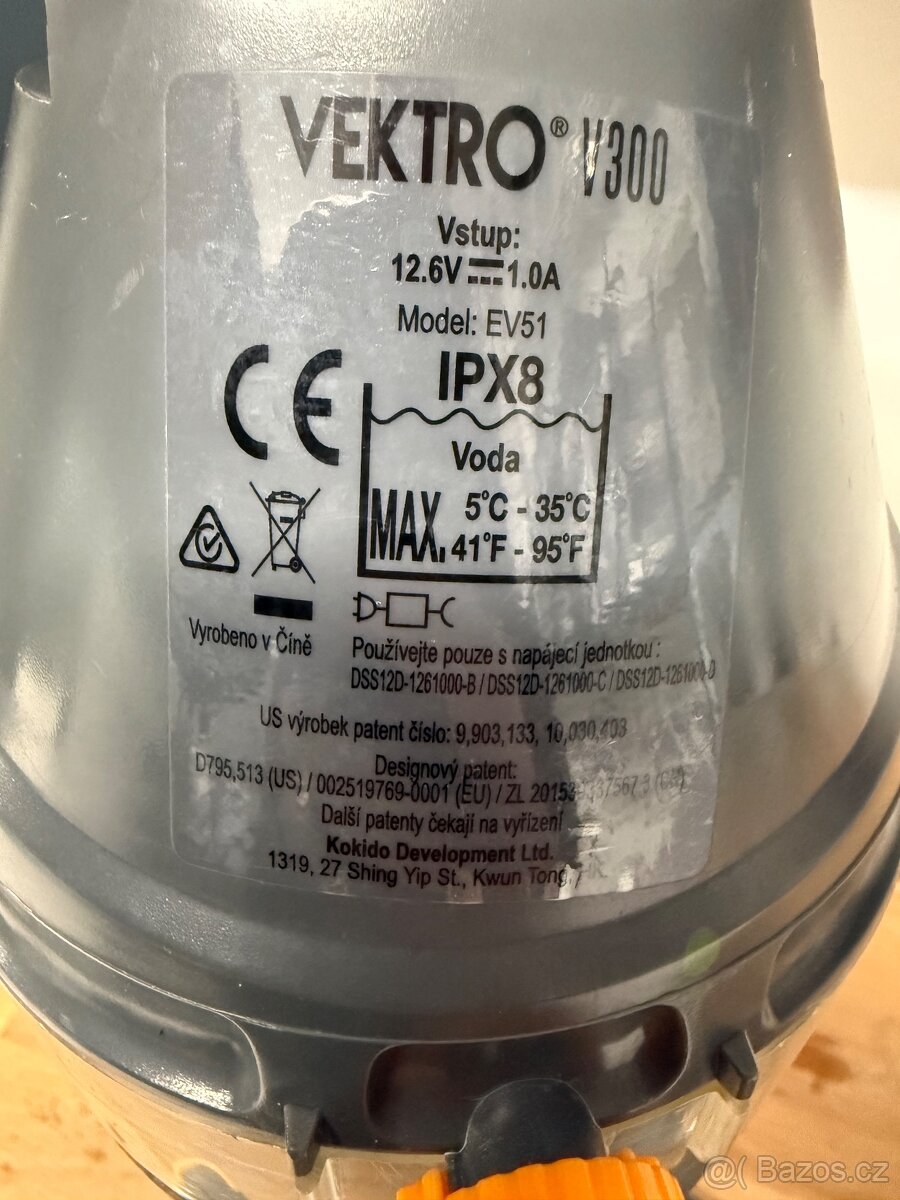 VEKTRO® V300
Vstup:
12.6V 1.0A
Model: EV51
CE
IPX8
Voda
MAX. 5°C - 35°C
41°F - 95°F
Vyrobeno v Číně
Používejte pouze s napájecí jednotkou :
DSS12D-1261000-B / DSS12D-1261000-C / DSS12D-1261000-D
US výrobek patent číslo: 9,903,133, 10,030,403
Designový patent:
D795,513 (US) / 002519769-0001 (EU) / ZL
Další patenty čekají na vyřízení
Kokido Development Ltd.
1319, 27 Shing Yip St., Kwun Tong, HK
@( Bazos.cz